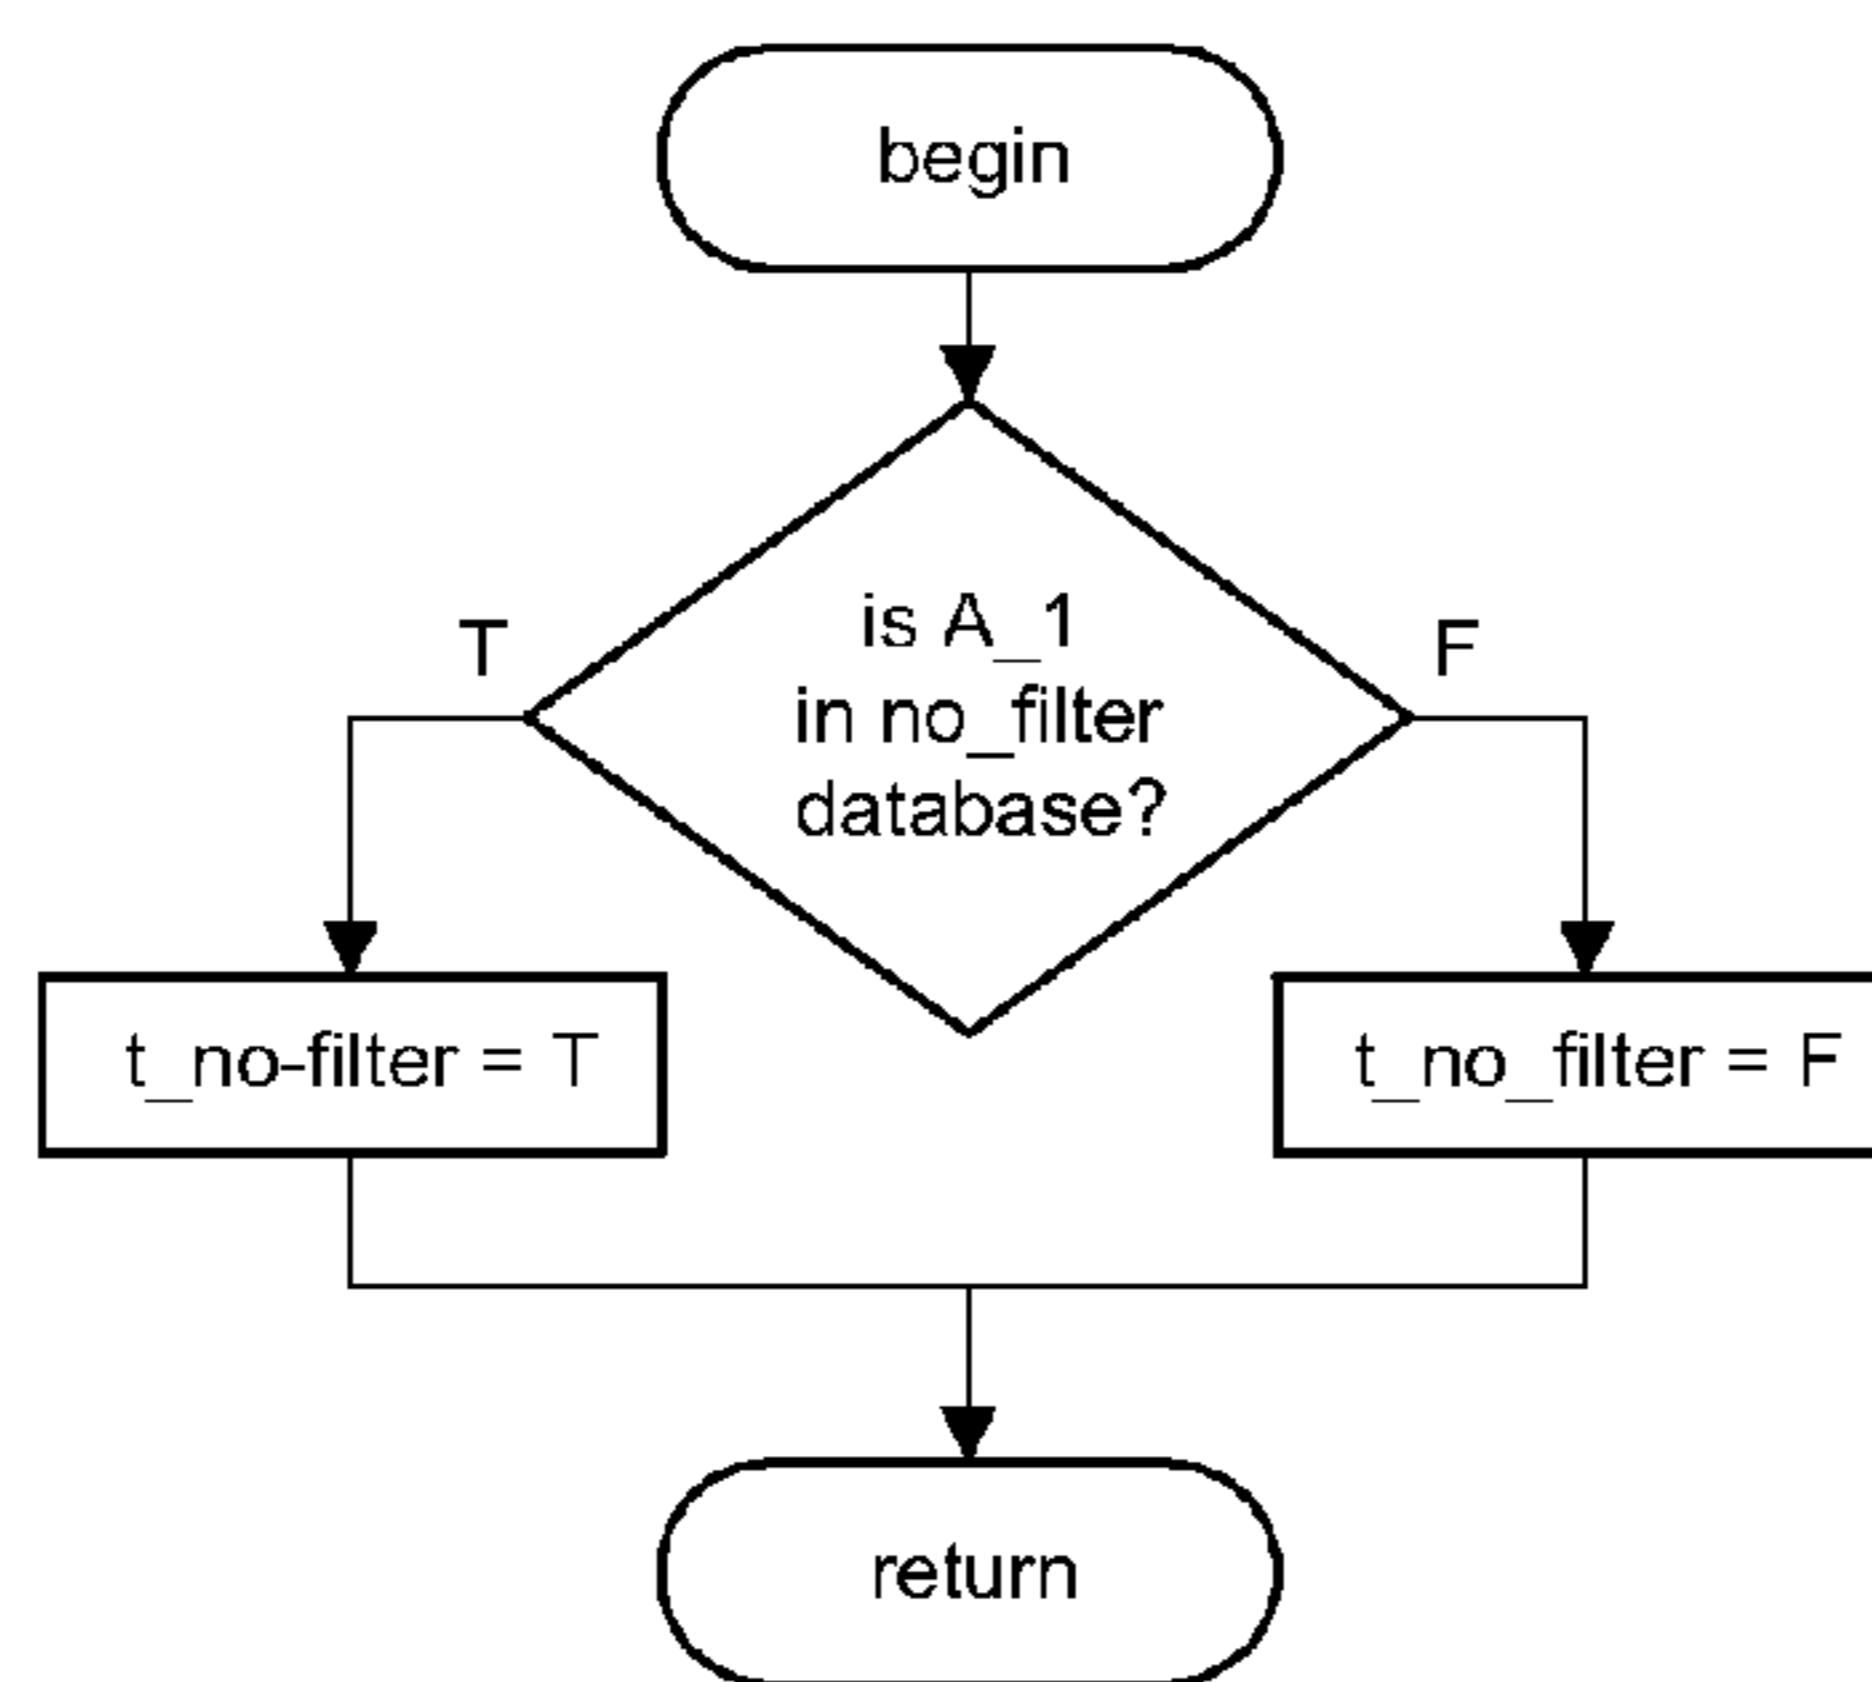 begin
is A_1
in no_filter
database?
T
F
t_no-filter = T
t_no_filter = F
return